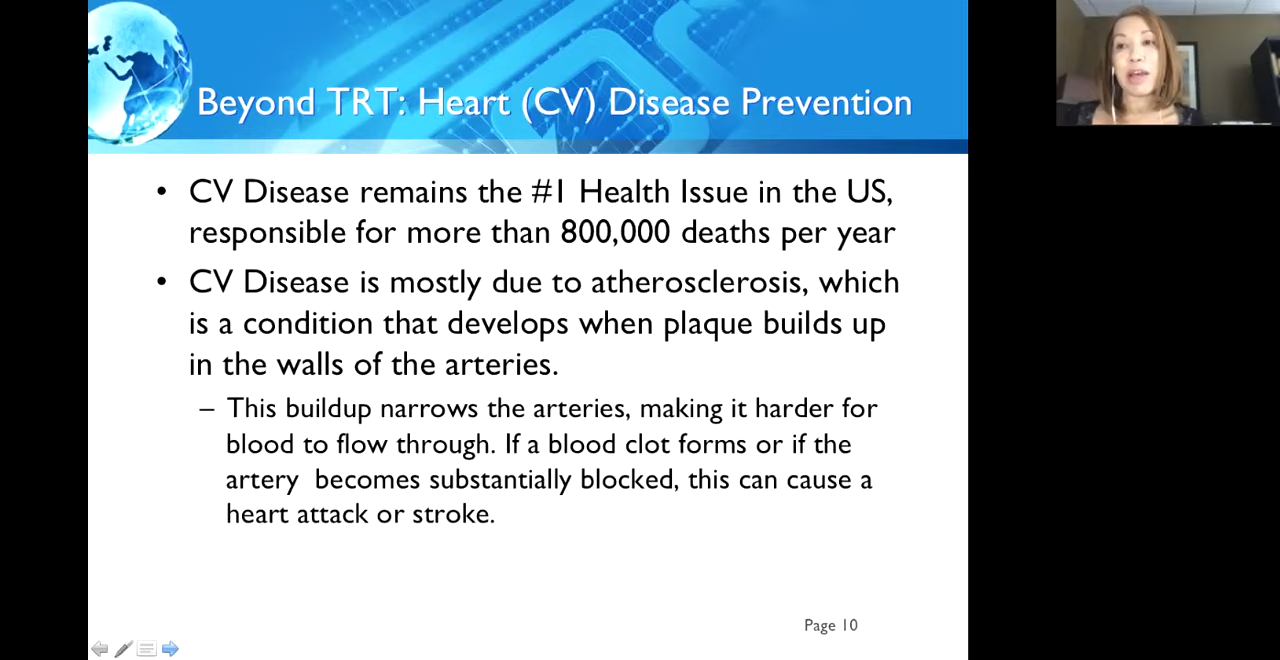 Beyond TRT: Heart (CV) Disease Prevention
• CV Disease remains the #1 Health Issue in the US,
responsible for more than 800,000 deaths per year
• CV Disease is mostly due to atherosclerosis, which
is a condition that develops when plaque builds up
in the walls of the arteries.
– This buildup narrows the arteries, making it harder for
blood to flow through. If a blood clot forms or if the
artery  becomes substantially blocked, this can cause a
heart attack or stroke.
Page 10